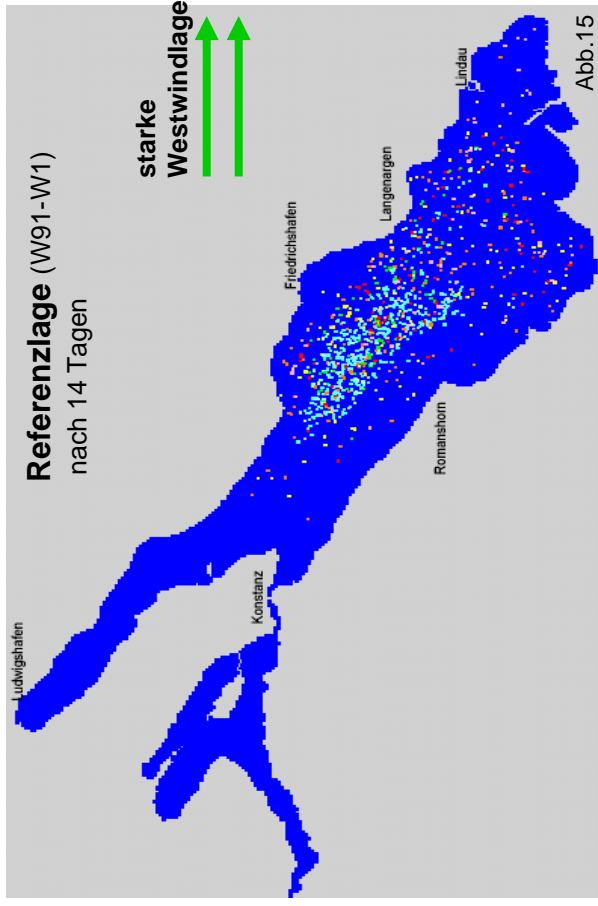 Referenzlage (W91-W1)
nach 14 Tagen
starke
Westwindlage
Ludwigshafen
Konstanz
Friedrichshafen
Langenargen
Lindau
Romanshorn
Abb.15